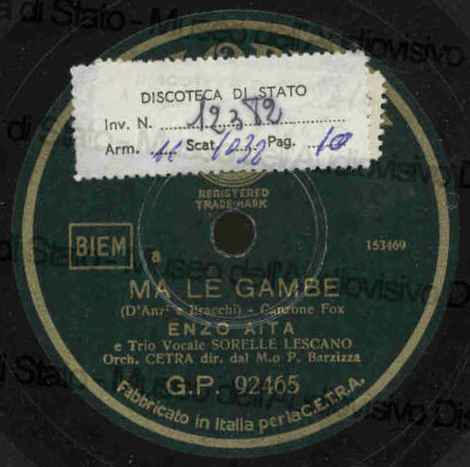 DISCOTECA DI STATO
Inv. N. 12372
Arm. 11 Scat. 1032 Pag. 100
REGISTERED
TRADE-MARK
BIEM
a
153469
MA LE GAMBE
(D'Anzi e Bracchi) - Canzone Fox
ENZO AITA
e Trio Vocale SORELLE LESCANO
Orch. CETRA dir. dal M.o P. Barzizza
G.P. 92465
Fabbricato in Italia per la C.E.T.R.A.